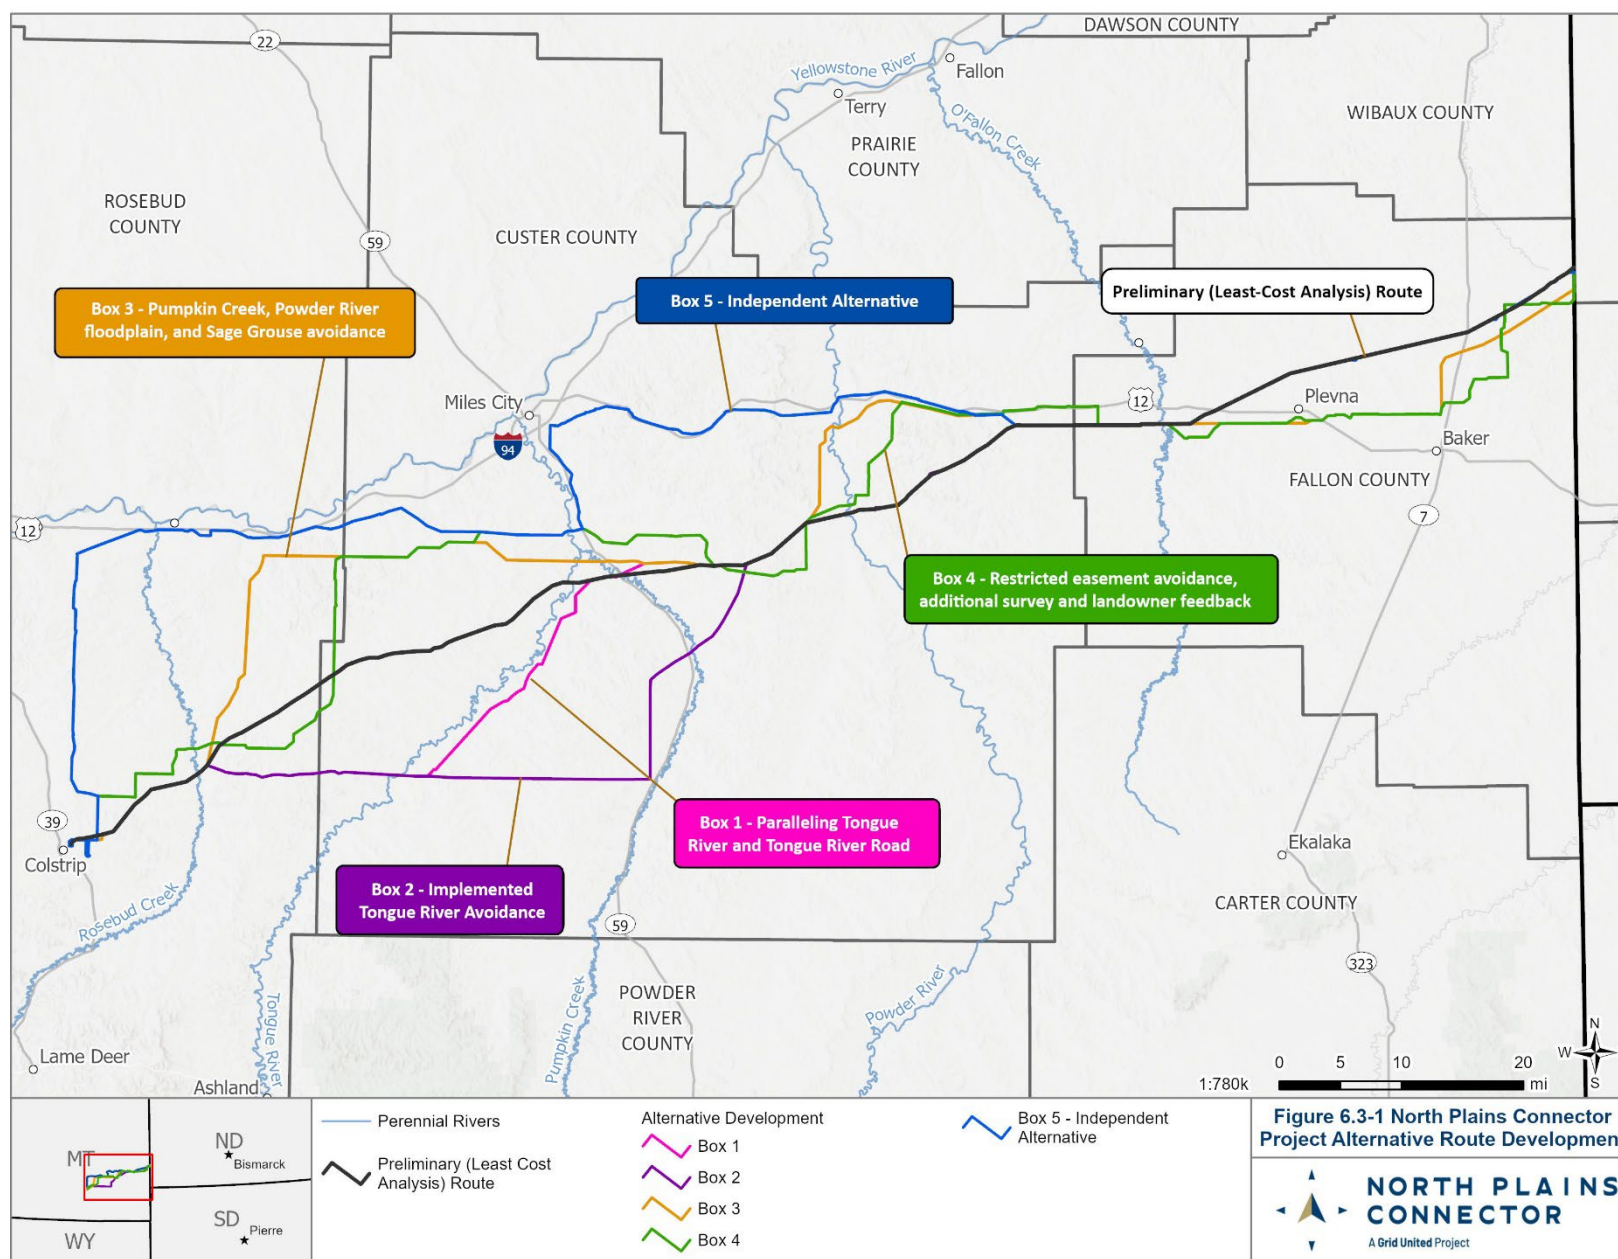 DAWSON COUNTY
22
Yellowstone River
Fallon
Terry
O'Fallon Creek
WIBAUX COUNTY
PRAIRIE
COUNTY
ROSEBUD
COUNTY
59
CUSTER COUNTY
Box 3 - Pumpkin Creek, Powder River
floodplain, and Sage Grouse avoidance
Box 5 - Independent Alternative
Preliminary (Least-Cost Analysis) Route
Miles City
94
12
Plevna
Baker
FALLON COUNTY
12
7
Box 4 - Restricted easement avoidance,
additional survey and landowner feedback
39
Colstrip
Box 1 - Paralleling Tongue
River and Tongue River Road
Box 2 - Implemented
Tongue River Avoidance
Ekalaka
CARTER COUNTY
Rosebud Creek
59
323
Tongue River
Pumpkin Creek
POWDER
RIVER
COUNTY
Powder River
Lame Deer
Ashland
N
W
S
0 5 10 20
1:780k
mi
MT
ND
Bismarck
SD
Pierre
WY
Perennial Rivers
Preliminary (Least Cost
Analysis) Route
Alternative Development
Box 1
Box 2
Box 3
Box 4
Box 5 - Independent
Alternative
Figure 6.3-1 North Plains Connector
Project Alternative Route Developmen
NORTH PLAINS
CONNECTOR
A Grid United Project